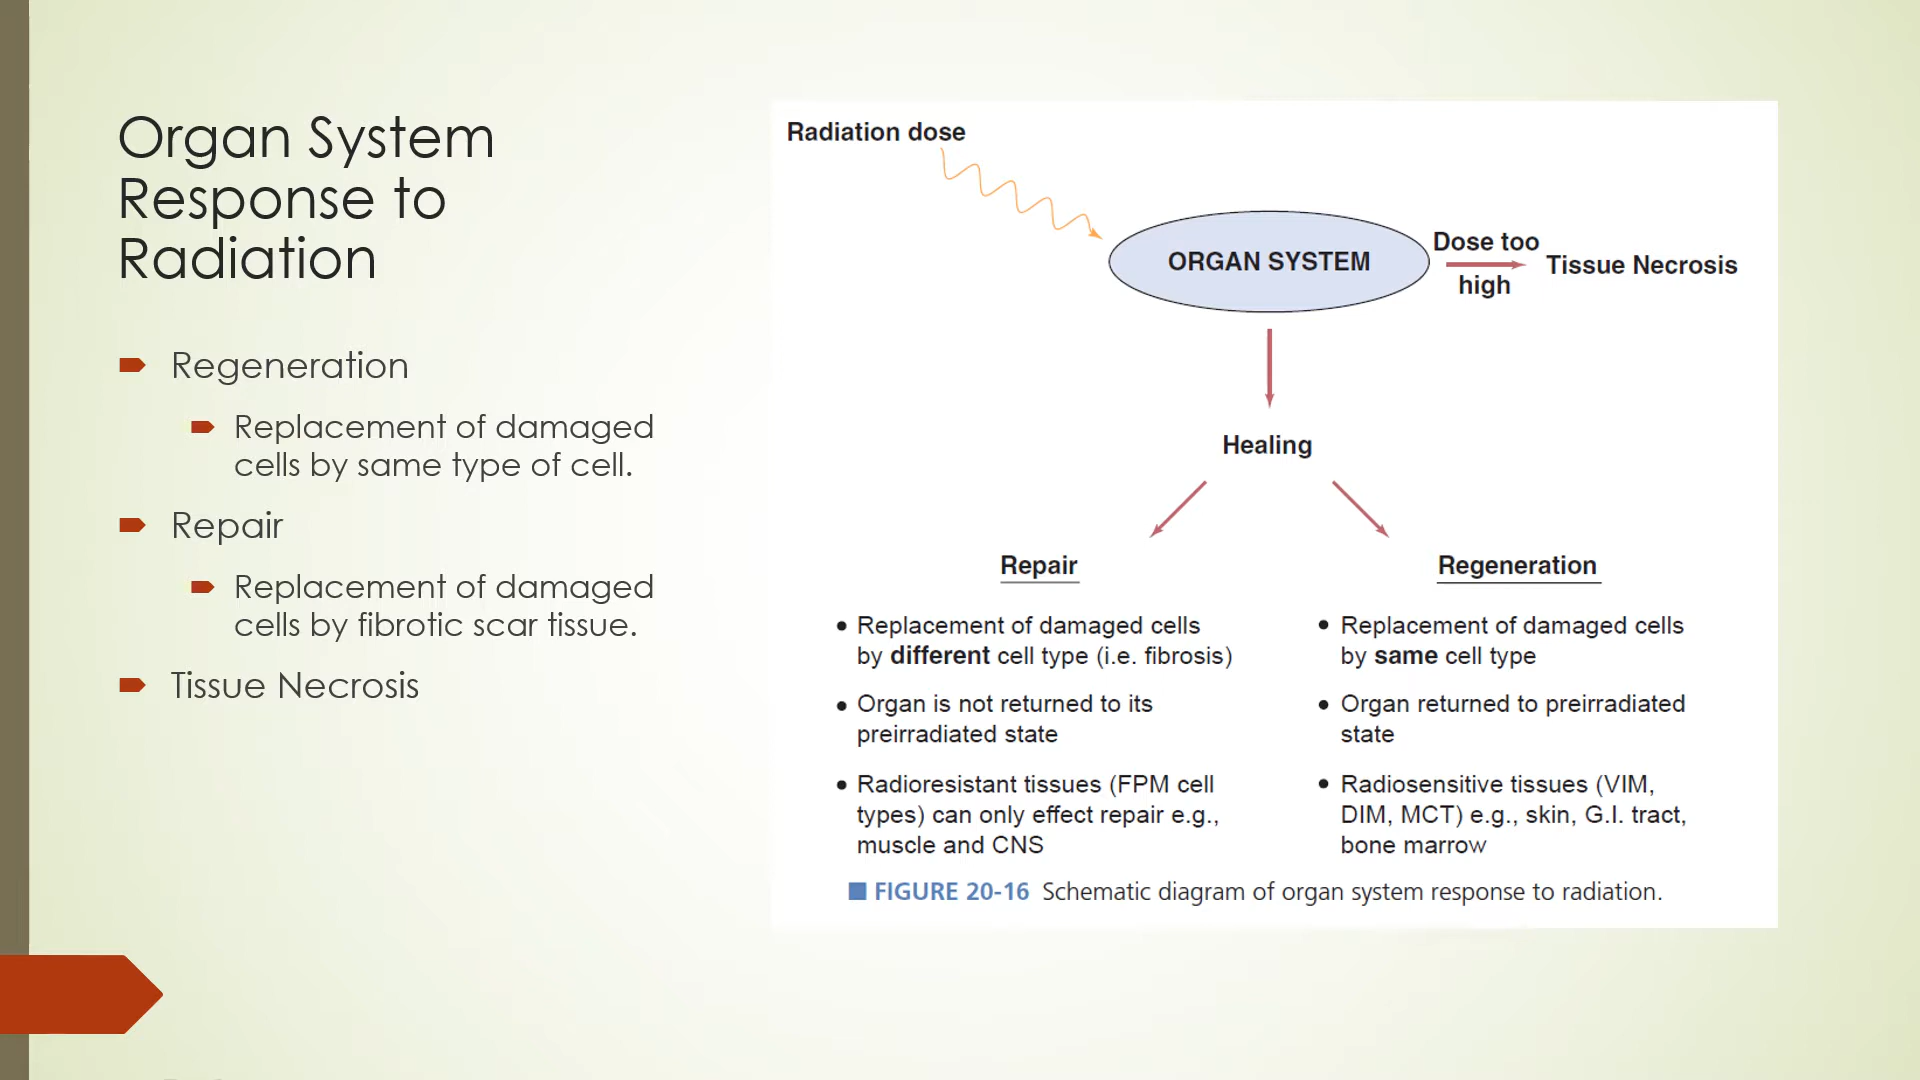 Organ System
Response to
Radiation
Regeneration
Replacement of damaged
cells by same type of cell.
Repair
Replacement of damaged
cells by fibrotic scar tissue.
Tissue Necrosis
Radiation dose
ORGAN SYSTEM
Dose too
high
Tissue Necrosis
Healing
Repair
• Replacement of damaged cells
by different cell type (i.e. fibrosis)
• Organ is not returned to its
preirradiated state
• Radioresistant tissues (FPM cell
types) can only effect repair e.g.,
muscle and CNS
Regeneration
• Replacement of damaged cells
by same cell type
• Organ returned to preirradiated
state
• Radiosensitive tissues (VIM,
DIM, MCT) e.g., skin, G.I. tract,
bone marrow
■ FIGURE 20-16 Schematic diagram of organ system response to radiation.